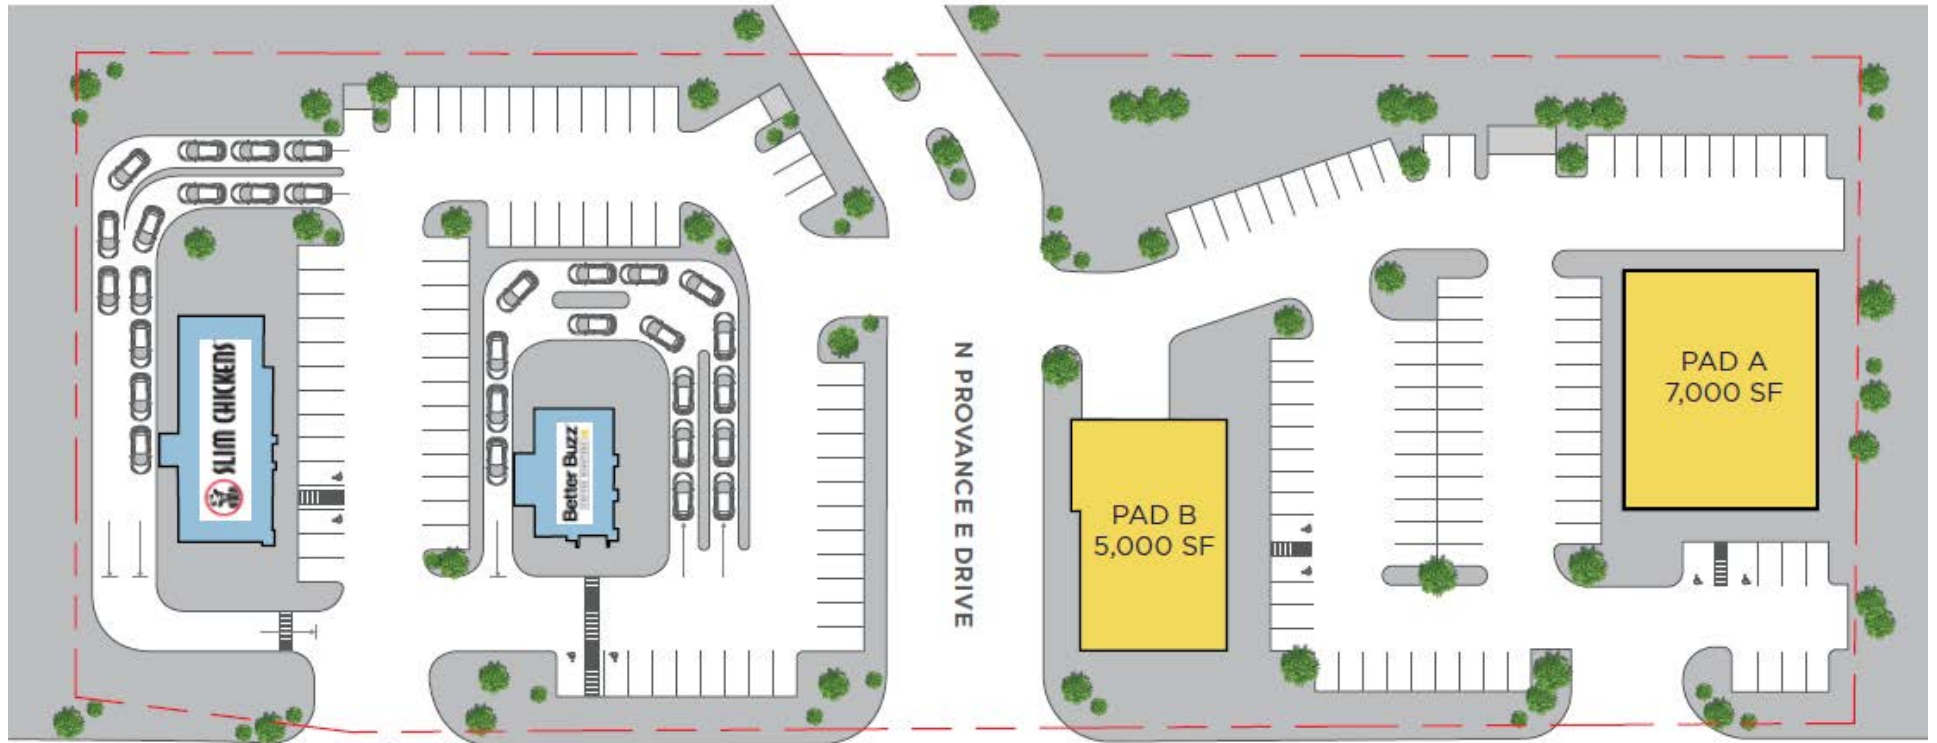 SLIM CHICKENS
Better Buzz
N PROVANCE E DRIVE
PAD B
5,000 SF
PAD A
7,000 SF